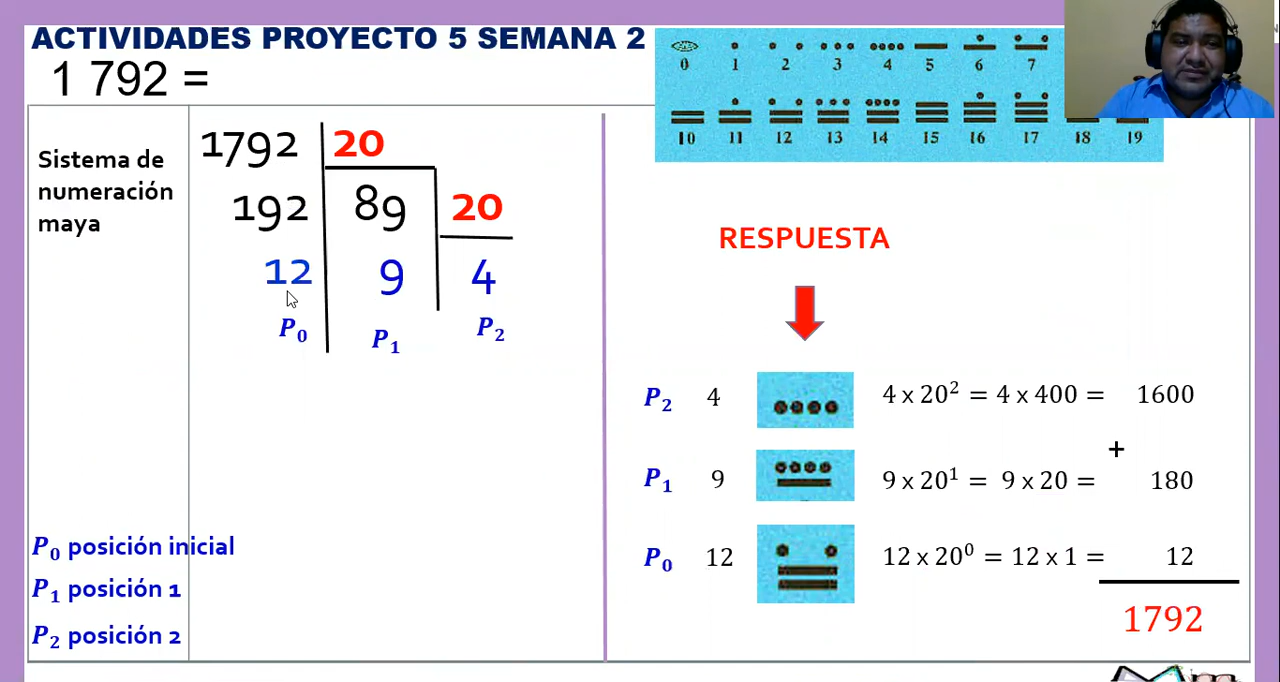 ACTIVIDADES PROYECTO 5 SEMANA 2
1 792 =
0 1 2 3 4 5 6 7
10 11 12 13 14 15 16 17 18 19
Sistema de
numeración
maya
1792 20
192 89 20
12 9 4
P₀ P₁ P₂
P₀ posición inicial
P₁ posición 1
P₂ posición 2
RESPUESTA
P₂ 4 4 x 20² = 4 x 400 = 1600
+
P₁ 9 9 x 20¹ = 9 x 20 = 180
P₀ 12 12 x 20⁰ = 12 x 1 = 12
1792